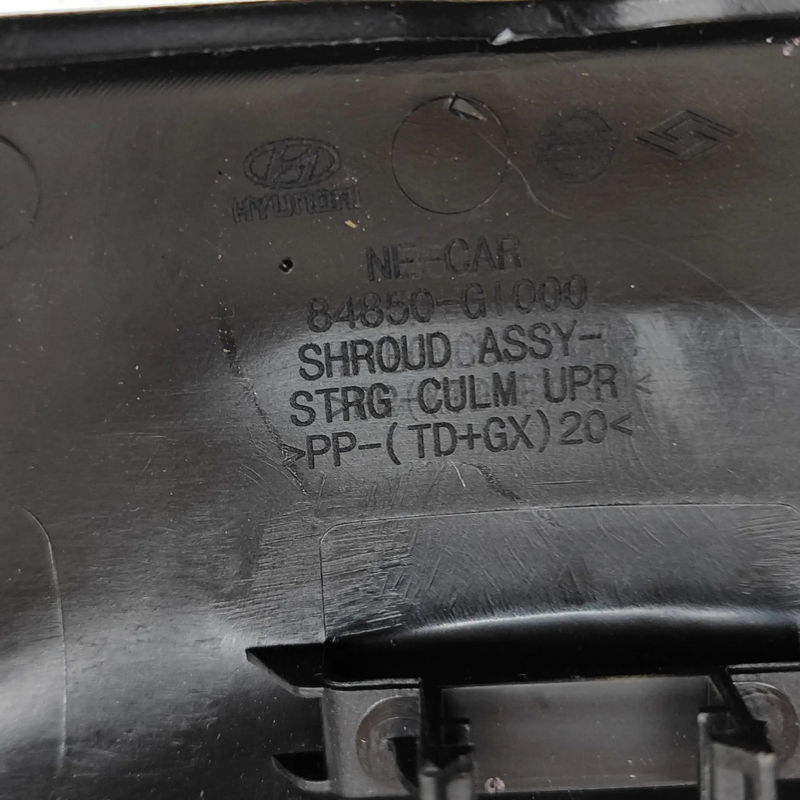 HYUNDAI
NE-CAR
84850-GI000
SHROUD ASSY-
STRG CULM UPR
>PP-(TD+GX)20<